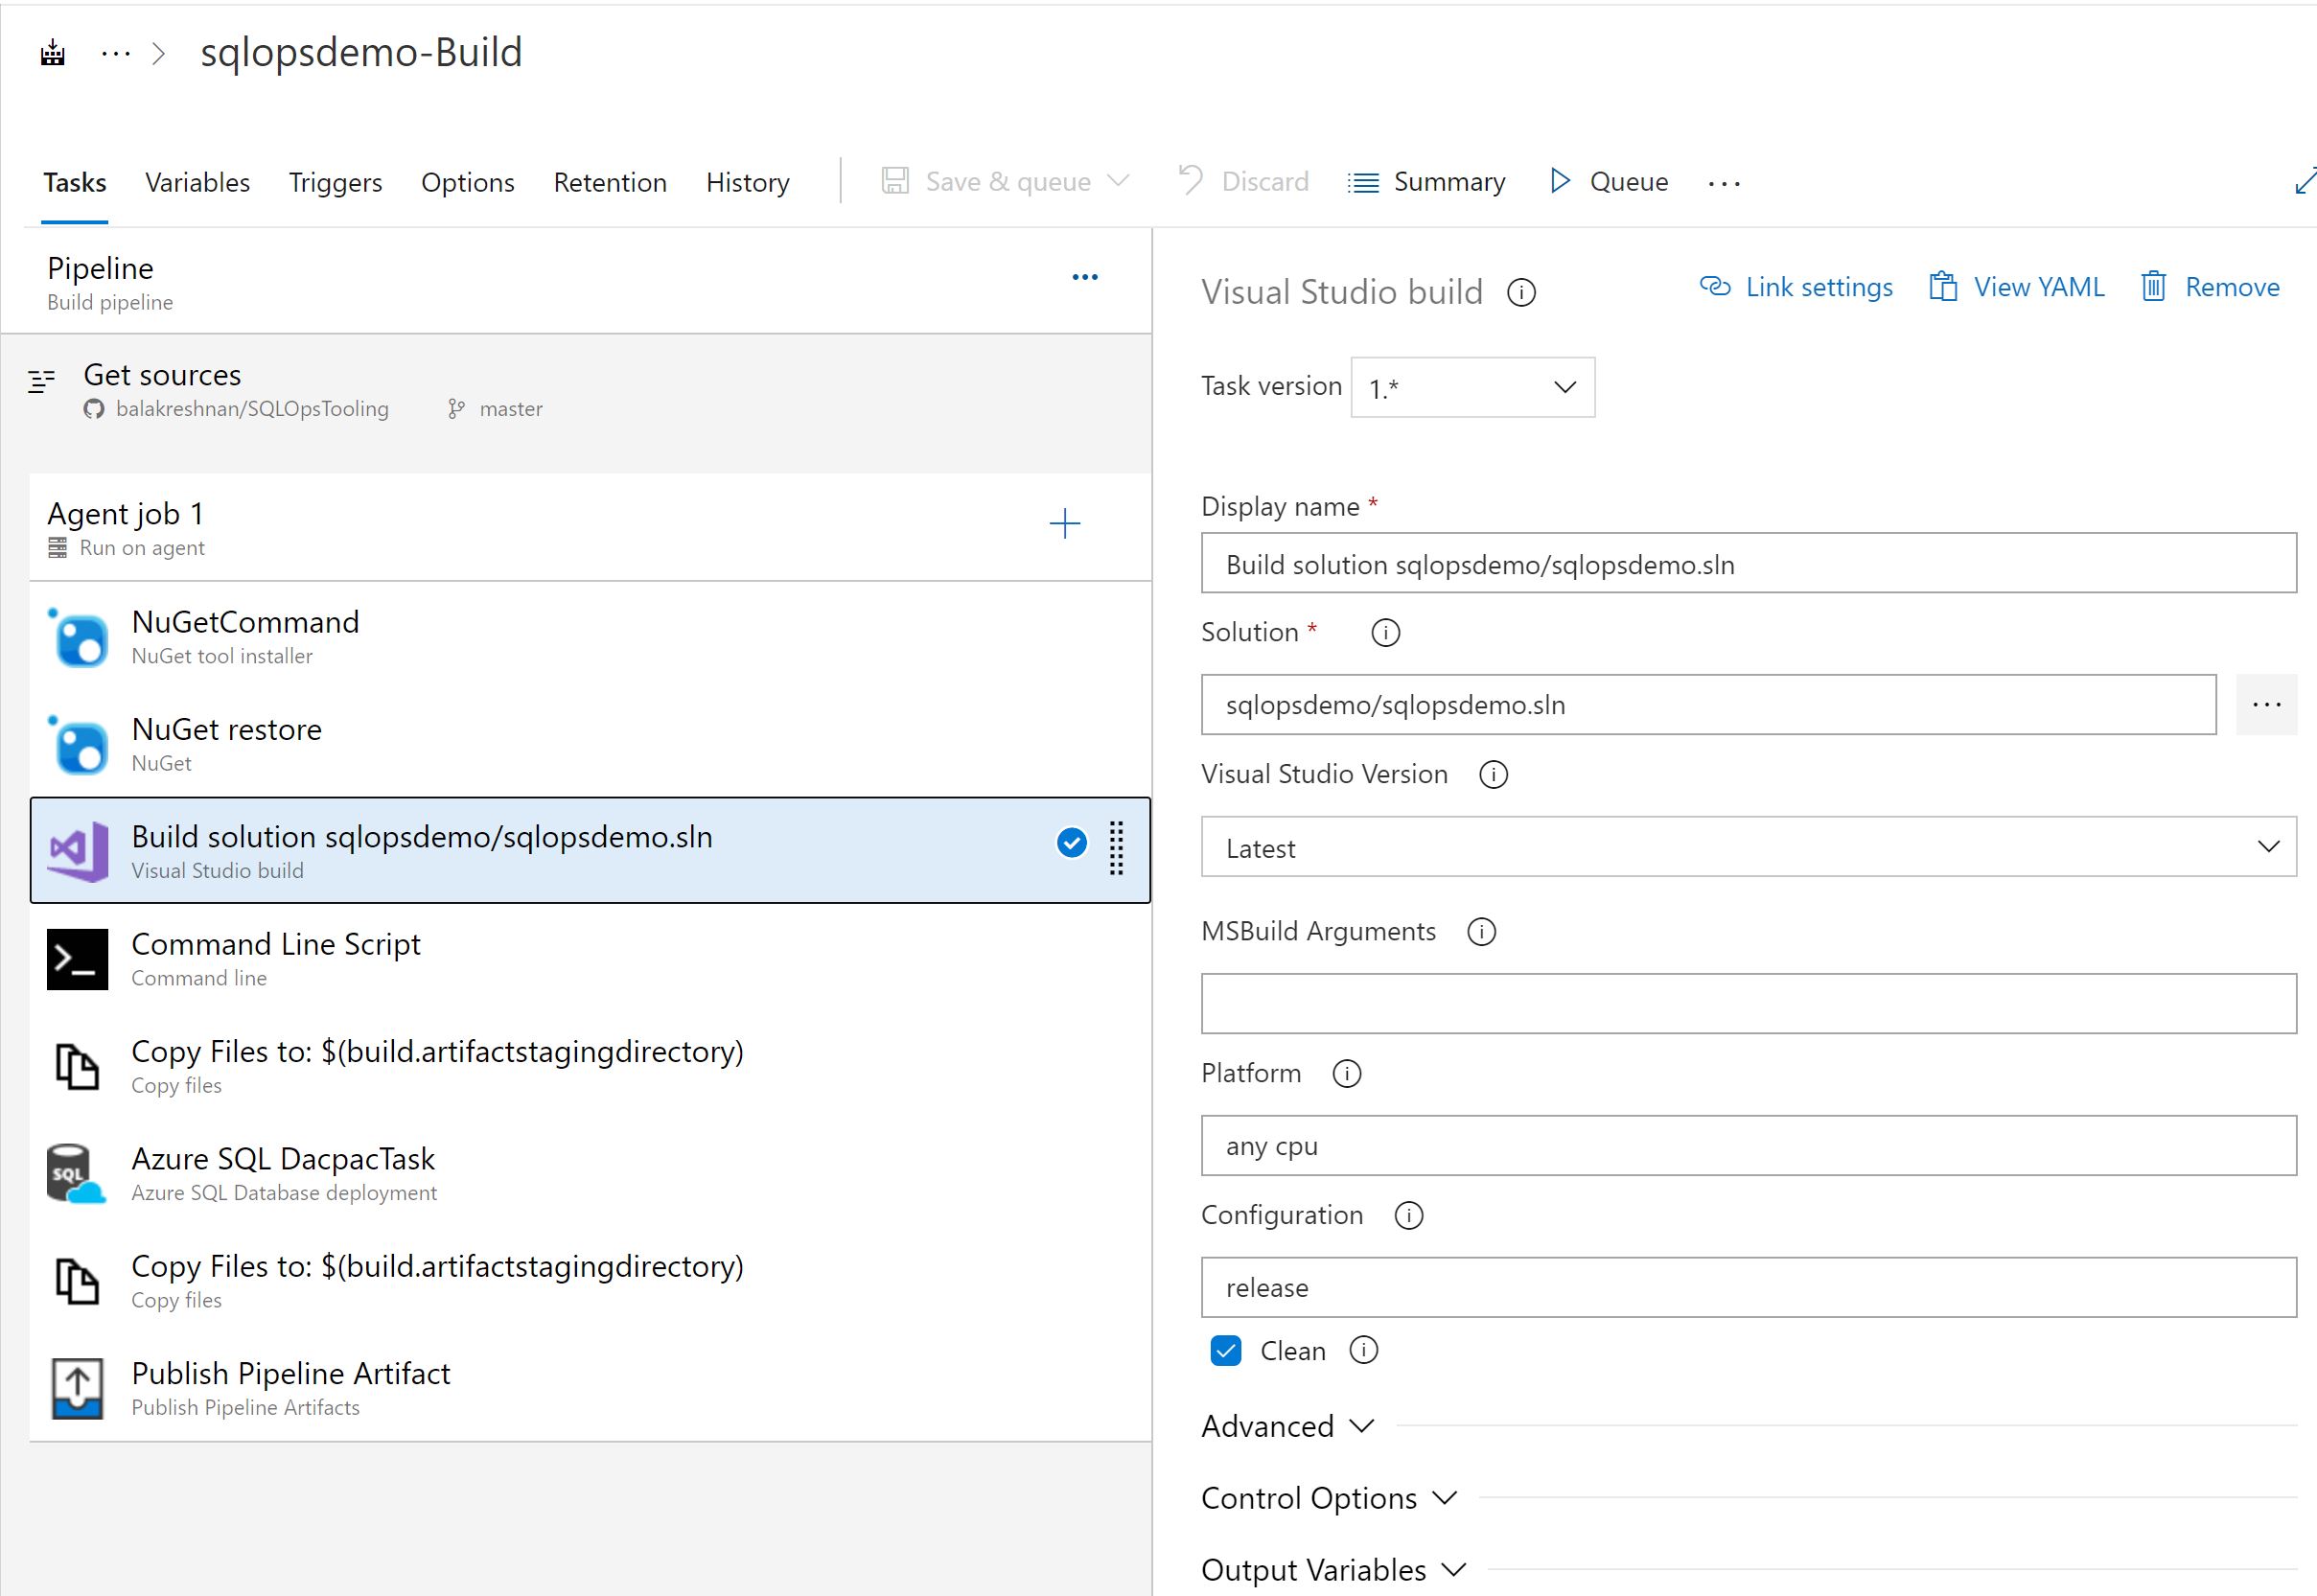 sqlopsdemo-Build
Tasks Variables Triggers Options Retention History Save & queue Discard Summary Queue
Pipeline
Build pipeline
Get sources
balakreshnan/SQLOpsTooling master
Agent job 1
Run on agent
NuGetCommand
NuGet tool installer
NuGet restore
NuGet
Build solution sqlopsdemo/sqlopsdemo.sln
Visual Studio build
Command Line Script
Command line
Copy Files to: $(build.artifactstagingdirectory)
Copy files
SQL
Azure SQL DacpacTask
Azure SQL Database deployment
Copy Files to: $(build.artifactstagingdirectory)
Copy files
Publish Pipeline Artifact
Publish Pipeline Artifacts
Visual Studio build Link settings View YAML Remove
Task version 1.*
Display name *
Build solution sqlopsdemo/sqlopsdemo.sln
Solution *
sqlopsdemo/sqlopsdemo.sln
Visual Studio Version
Latest
MSBuild Arguments
Platform
any cpu
Configuration
release
Clean
Advanced
Control Options
Output Variables